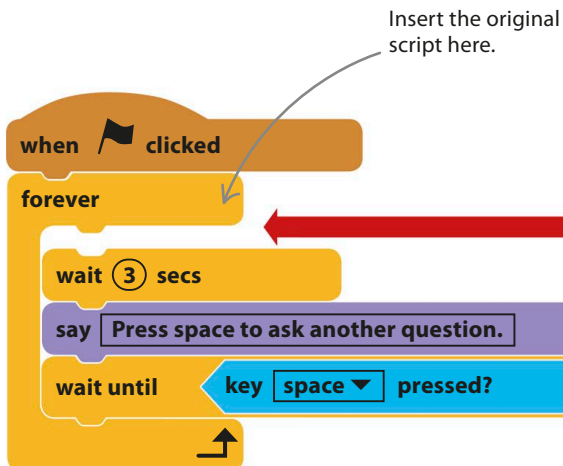 Insert the original
script here.
when clicked
forever
wait 3 secs
say Press space to ask another question.
wait until key space pressed?